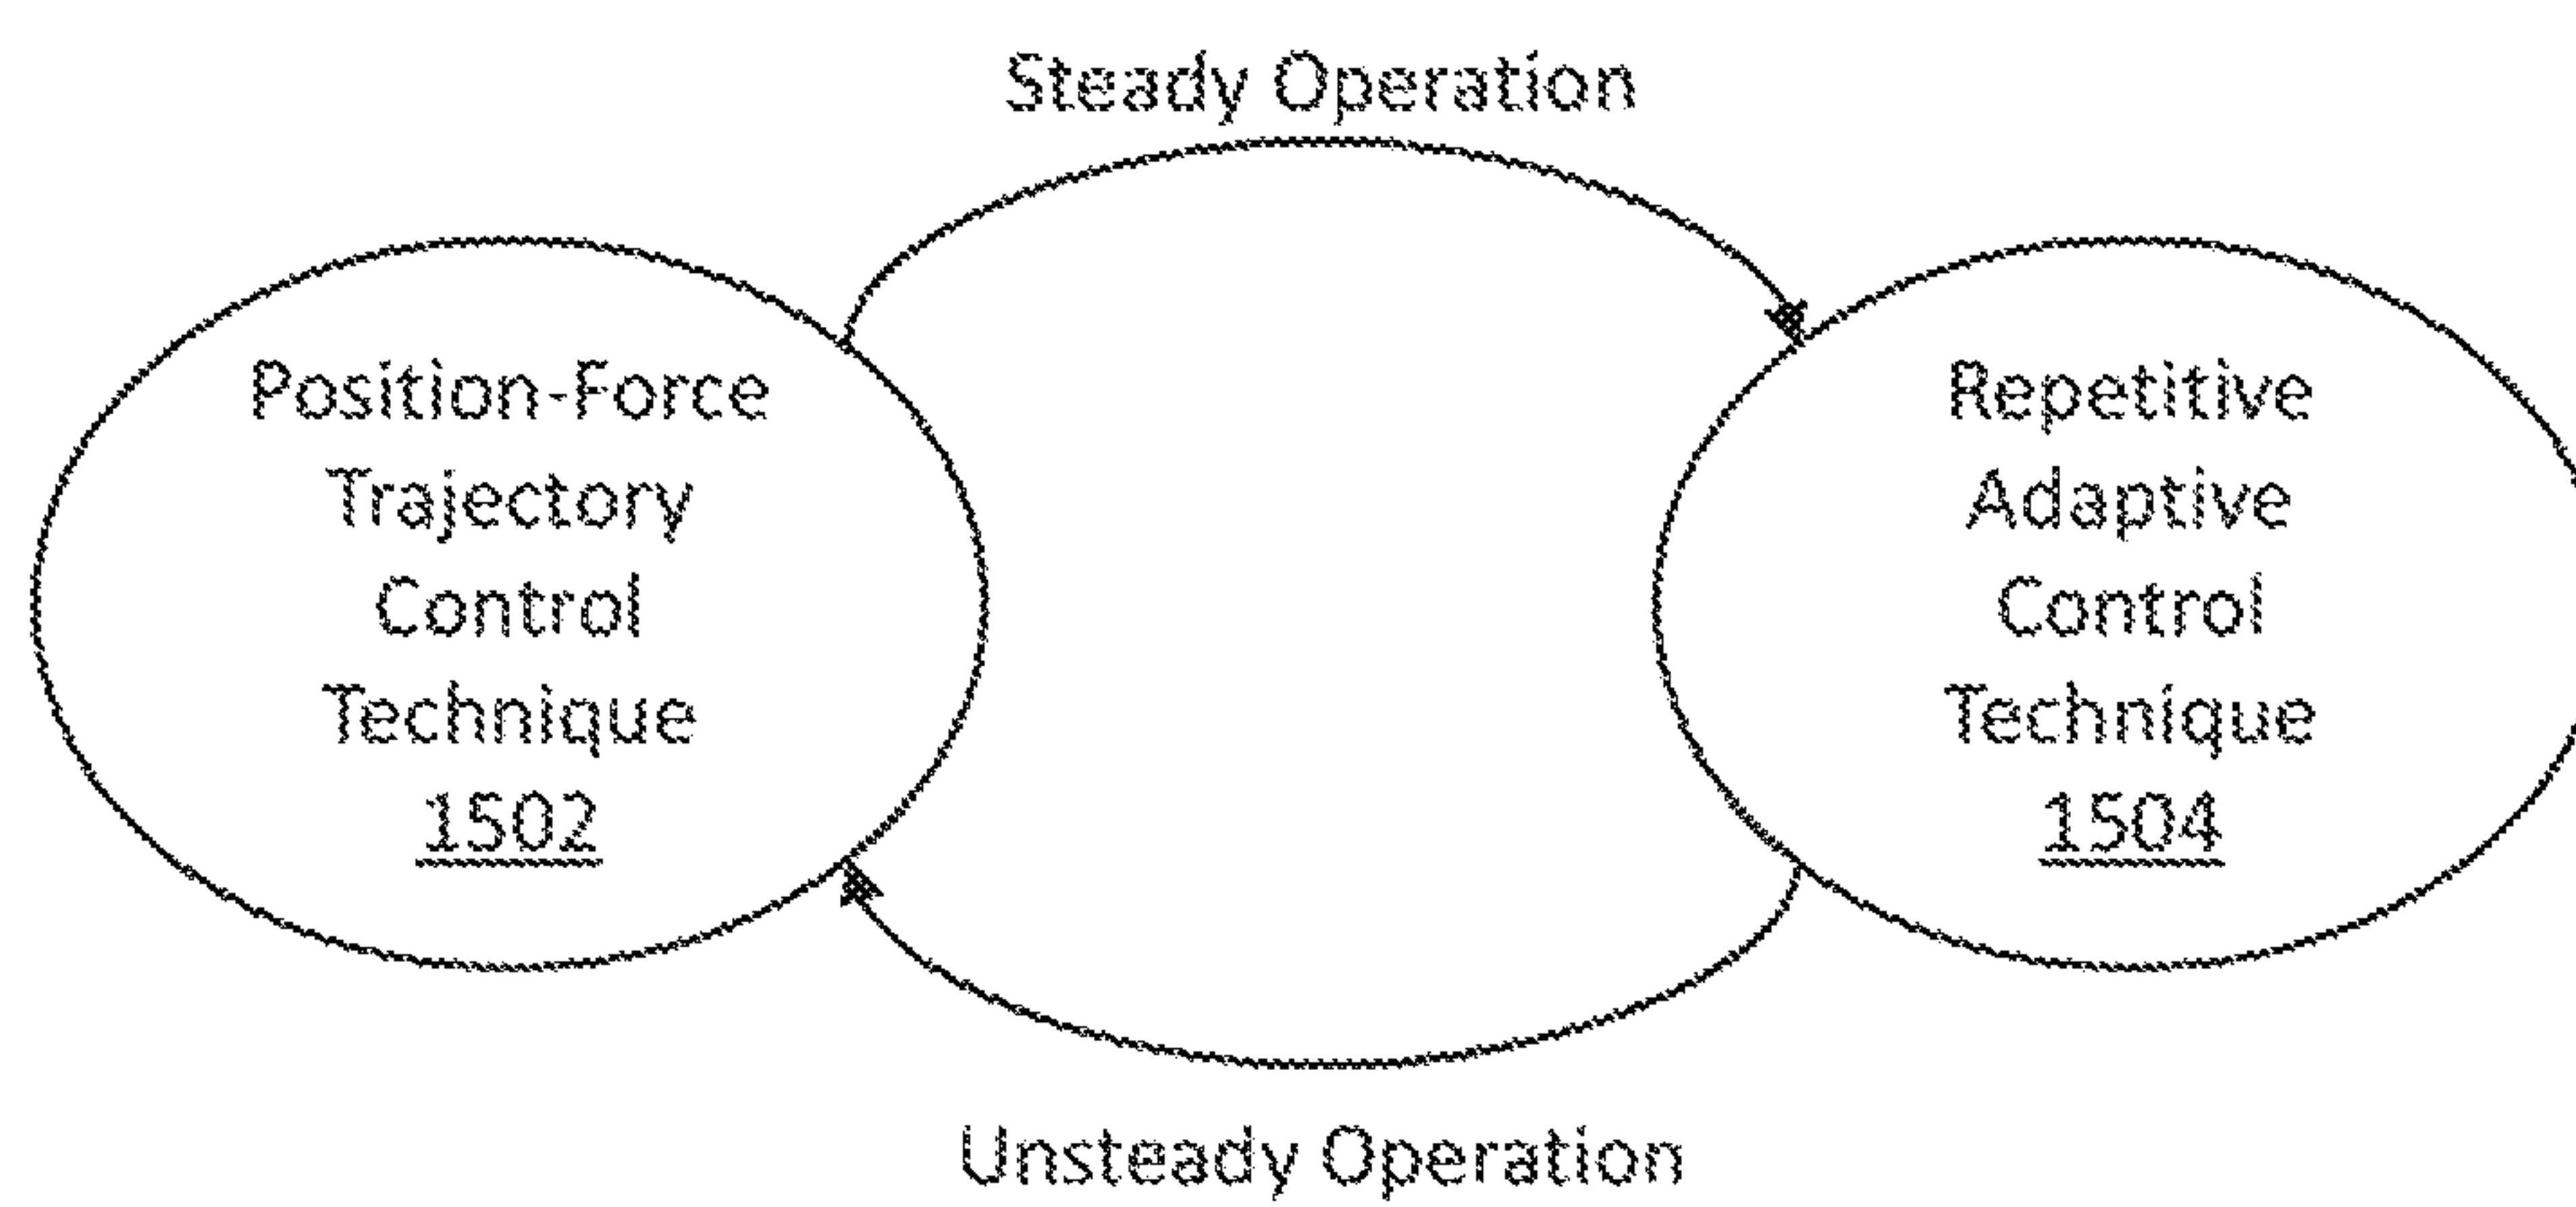 Steady Operation
Position-Force
Trajectory
Control
Technique
1502
Repetitive
Adaptive
Control
Technique
1504
Unsteady Operation